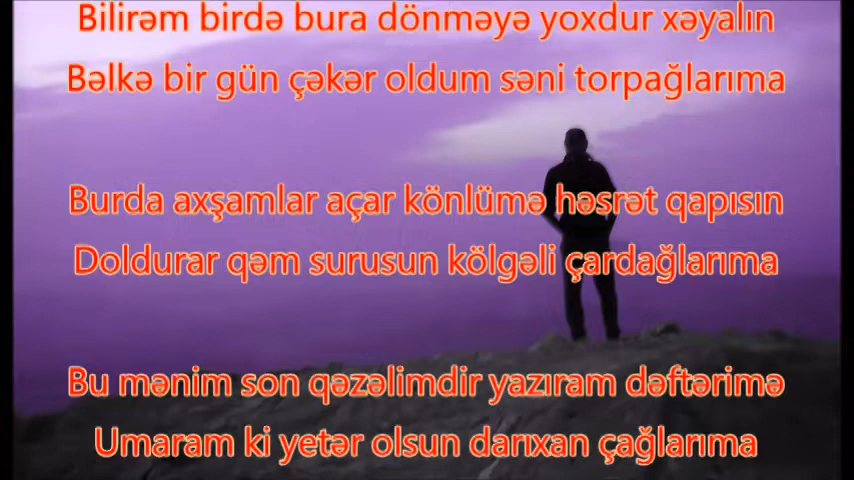 Bilirəm birdə bura dönməyə yoxdur xəyalın
Bəlkə bir gün çəkər oldum səni torpağlarıma
Burda axşamlar açar könlümə həsrət qapısın
Doldurar qəm surusun kölgəli çardağlarıma
Bu mənim son qəzəlimdir yazıram dəftərimə
Umaram ki yetər olsun darıxan çağlarıma